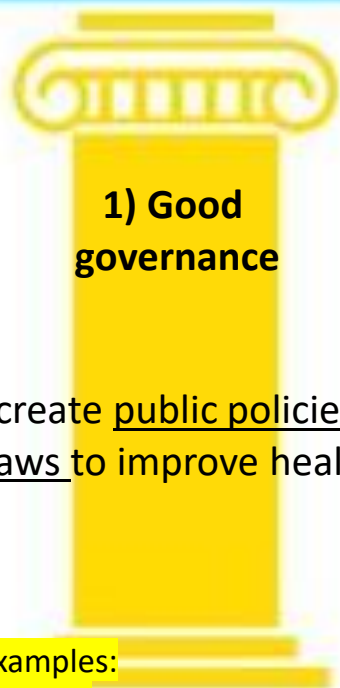 1) Good
governance
create public policie
aws to improve heal
xamples: